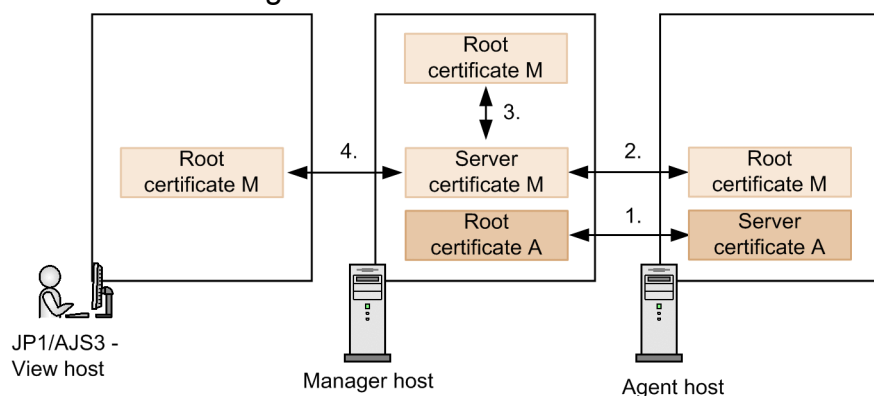 Root
certificate M
3.
Root
certificate M
4.
Server
certificate M
2.
Root
certificate M
Root
certificate A
1.
Server
certificate A
JP1/AJS3 -
View host
Manager host
Agent host